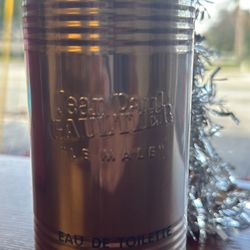 Jean Paul
GAULTIER
"LE MALE"
EAU DE TOILETTE